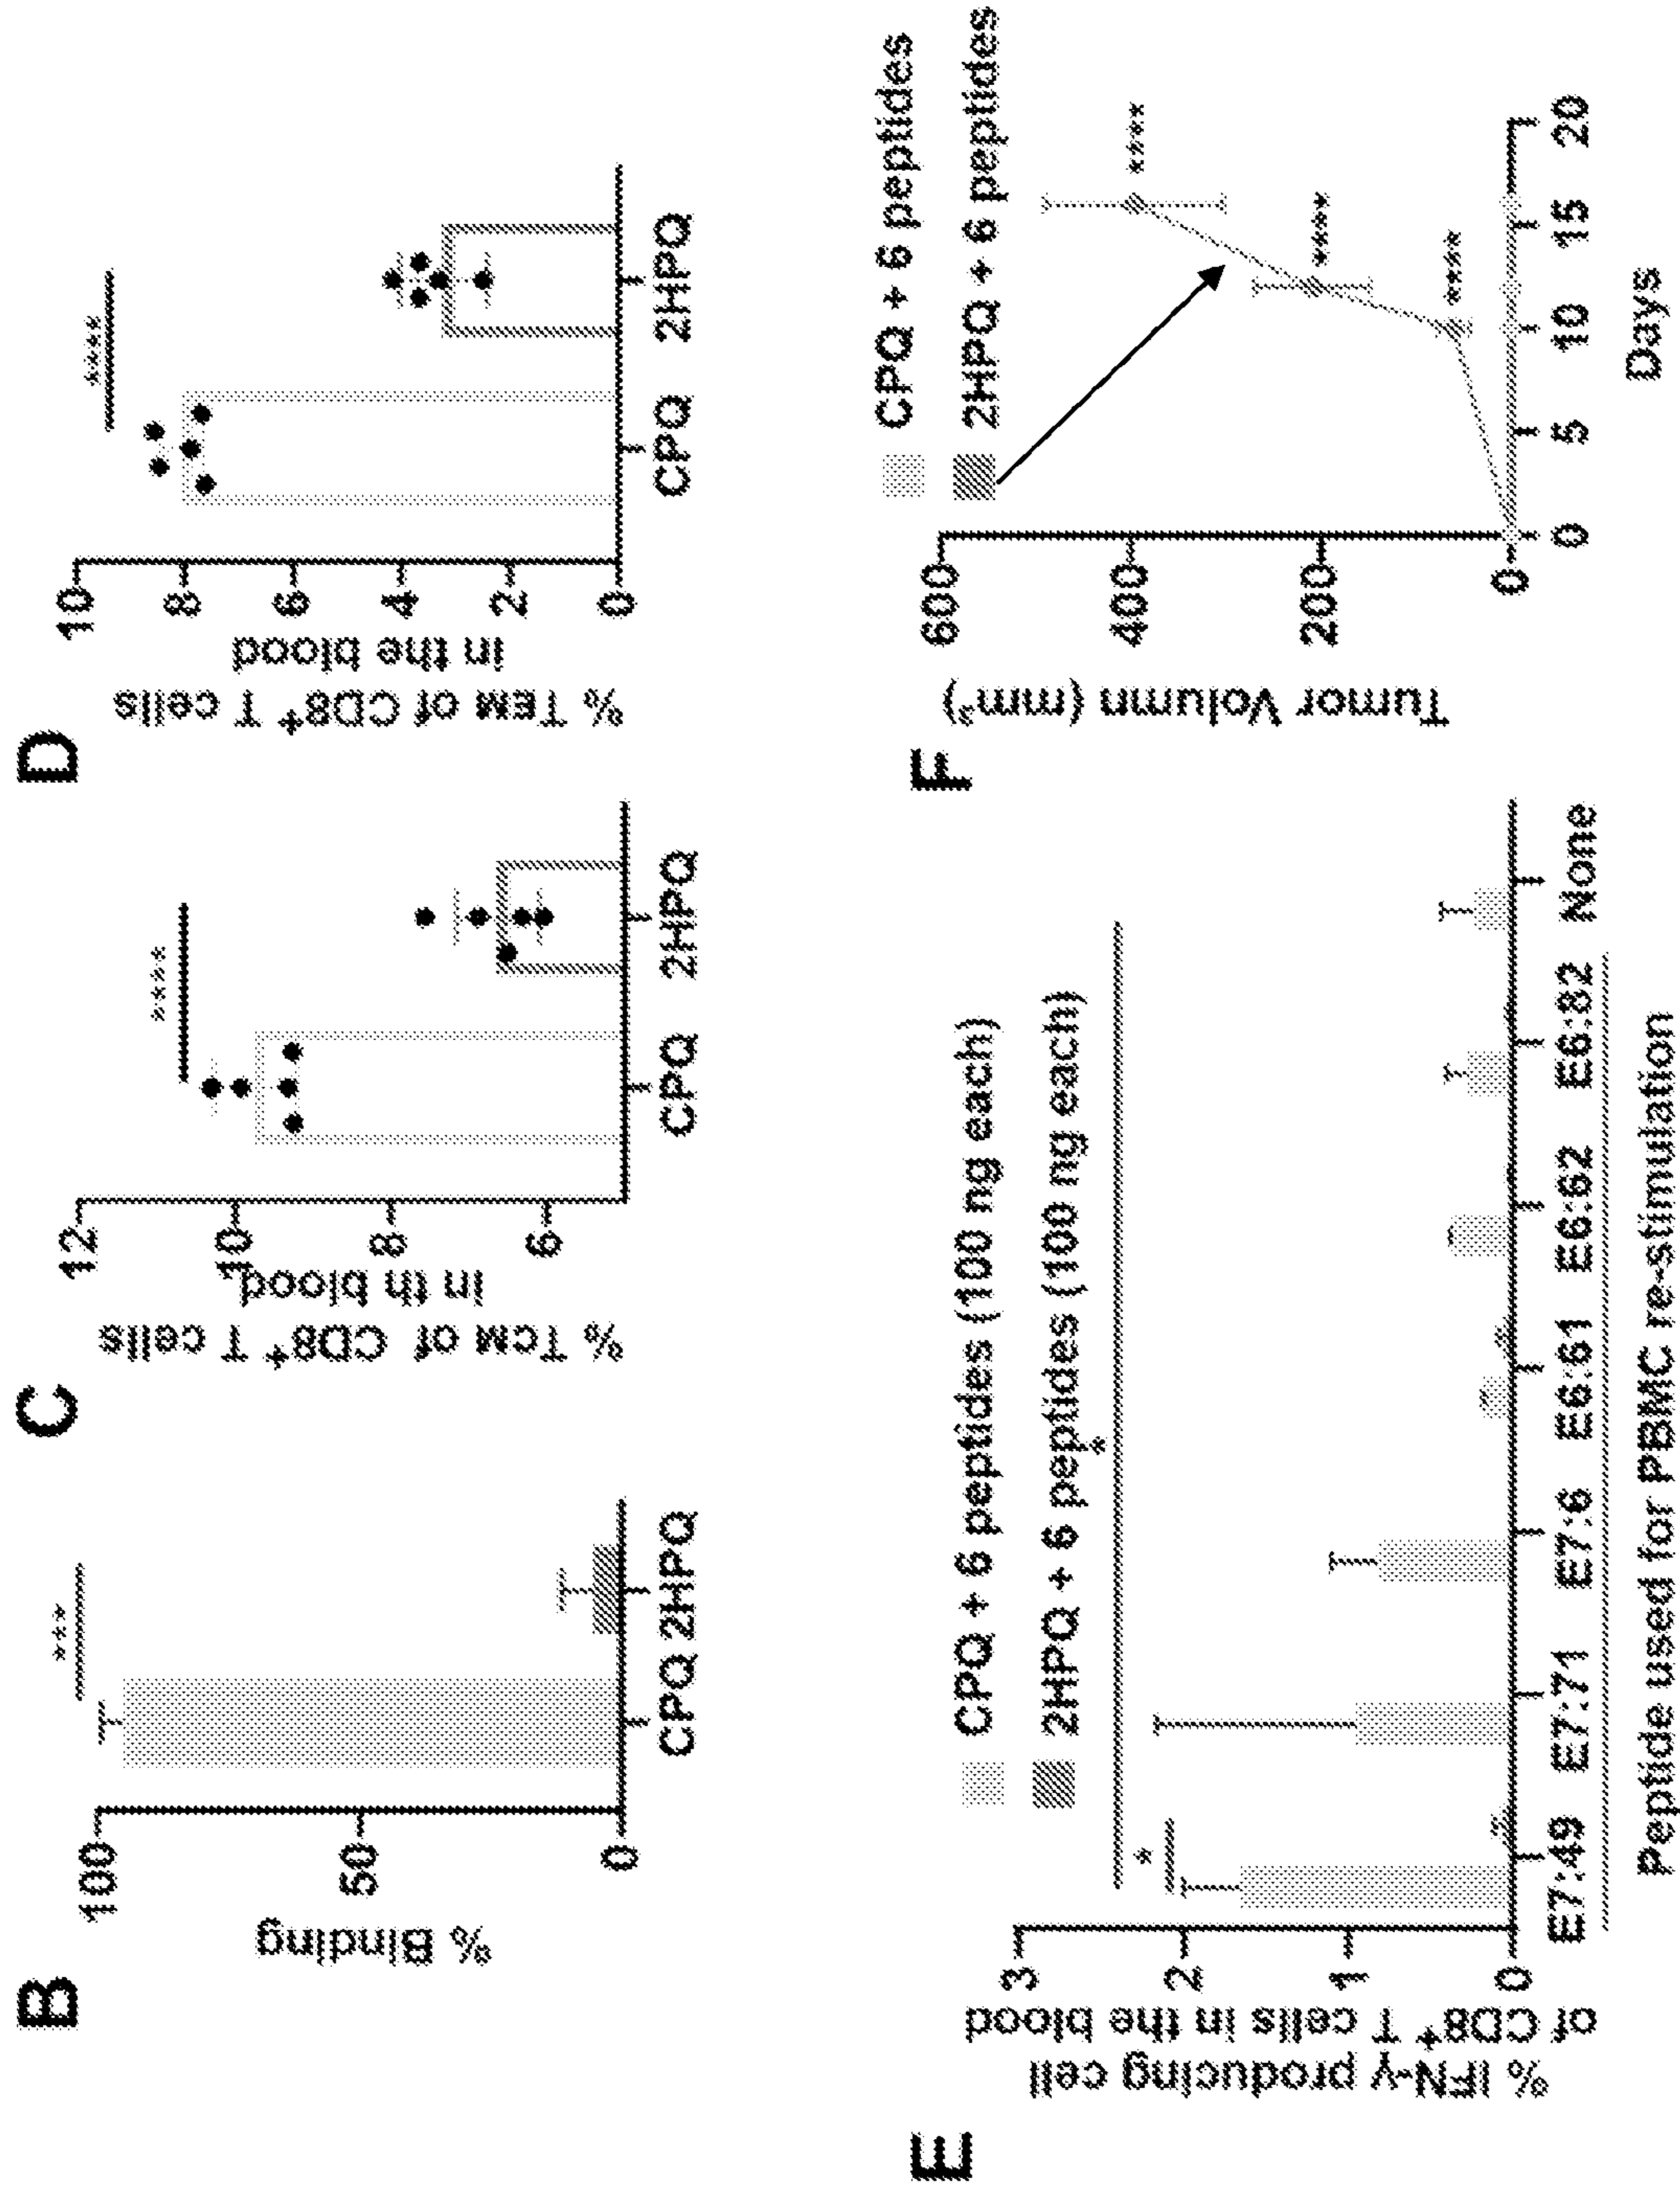 B
% Binding
100
50
0
***
CPQ 2HPQ
C
% TCM of CD8+ T cells
in th blood
12
10
8
6
****
CPQ 2HPQ
D
% TEM of CD8+ T cells
in the blood
10
8
6
4
2
0
****
CPQ 2HPQ
E
% IFN-γ producing cell
of CD8+ T cells in the blood
3
2
1
0
CPQ + 6 peptides (100 ng each)
2HPQ + 6 peptides (100 ng each)
*
*
E7:49 E7:71 E7:6 E6:61 E6:62 E6:82 None
Peptide used for PBMC re-stimulation
F
Tumor Volumn (mm³)
600
400
200
0
CPQ + 6 peptides
2HPQ + 6 peptides
****
****
****
0 5 10 15 20
Days